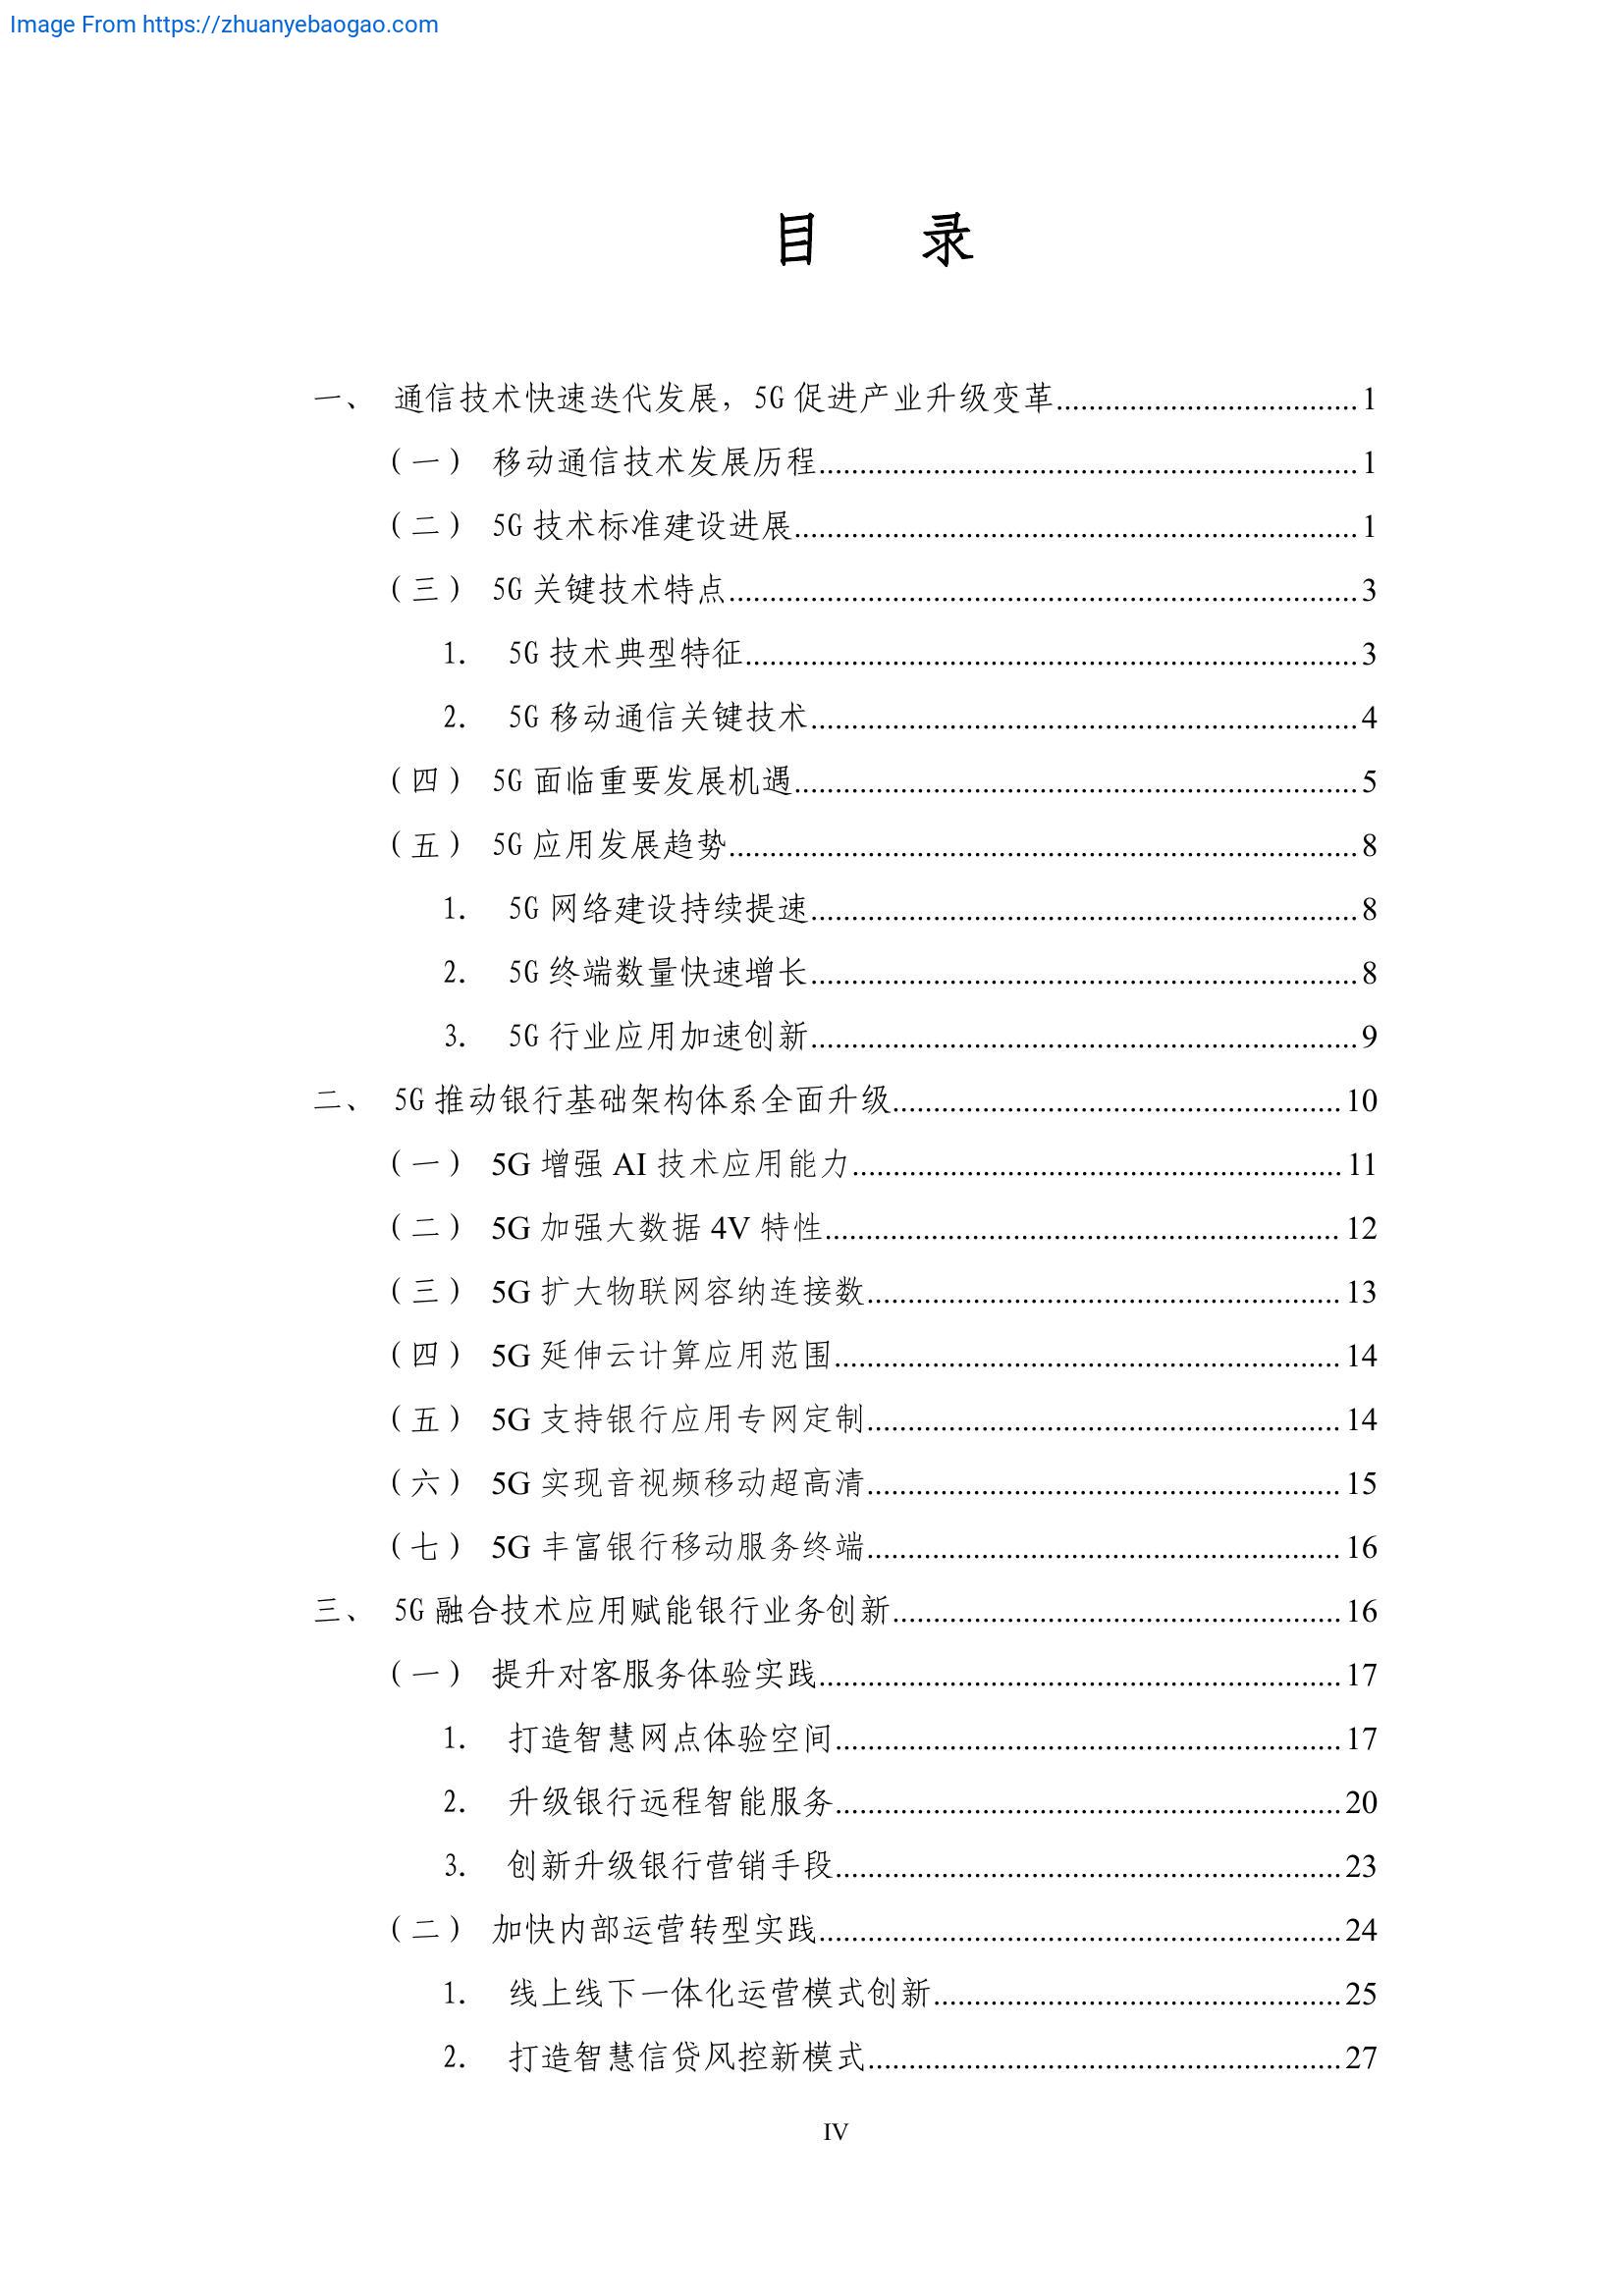 Image From https://zhuanyebaogao.com
目 录
一、 通信技术快速迭代发展，5G 促进产业升级变革.....................................1
（一） 移动通信技术发展历程..................................................................1
（二） 5G 技术标准建设进展.....................................................................1
（三） 5G 关键技术特点.............................................................................3
1. 5G 技术典型特征...........................................................................3
2. 5G 移动通信关键技术...................................................................4
（四） 5G 面临重要发展机遇.....................................................................5
（五） 5G 应用发展趋势.............................................................................8
1. 5G 网络建设持续提速...................................................................8
2. 5G 终端数量快速增长...................................................................8
3. 5G 行业应用加速创新...................................................................9
二、 5G 推动银行基础架构体系全面升级.......................................................10
（一） 5G 增强 AI 技术应用能力............................................................11
（二） 5G 加强大数据 4V 特性...............................................................12
（三） 5G 扩大物联网容纳连接数..........................................................13
（四） 5G 延伸云计算应用范围..............................................................14
（五） 5G 支持银行应用专网定制..........................................................14
（六） 5G 实现音视频移动超高清..........................................................15
（七） 5G 丰富银行移动服务终端..........................................................16
三、 5G 融合技术应用赋能银行业务创新.......................................................16
（一） 提升对客服务体验实践................................................................17
1. 打造智慧网点体验空间..............................................................17
2. 升级银行远程智能服务..............................................................20
3. 创新升级银行营销手段..............................................................23
（二） 加快内部运营转型实践................................................................24
1. 线上线下一体化运营模式创新..................................................25
2. 打造智慧信贷风控新模式..........................................................27
IV